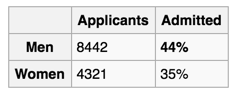 Applicants Admitted
Men 8442 44%
Women 4321 35%